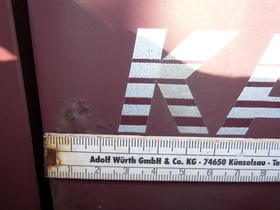 KA
Adolf Würth GmbH & Co. KG · 74650 Künzelsau · Te
2 3 4 5 6 7 8